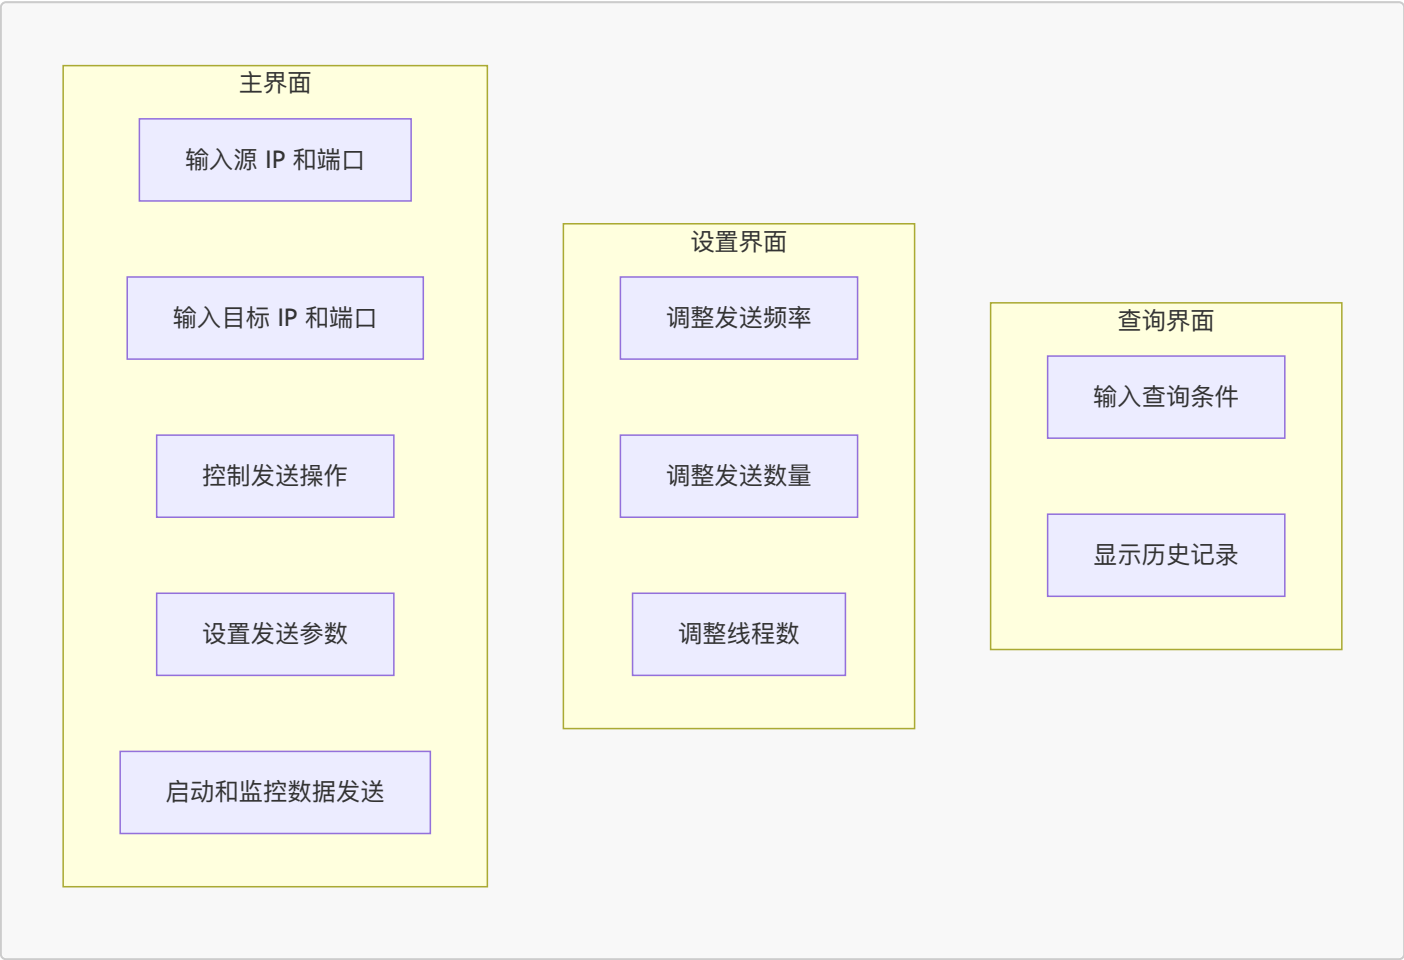 主界面
输入源 IP 和端口
输入目标 IP 和端口
控制发送操作
设置发送参数
启动和监控数据发送
设置界面
调整发送频率
调整发送数量
调整线程数
查询界面
输入查询条件
显示历史记录